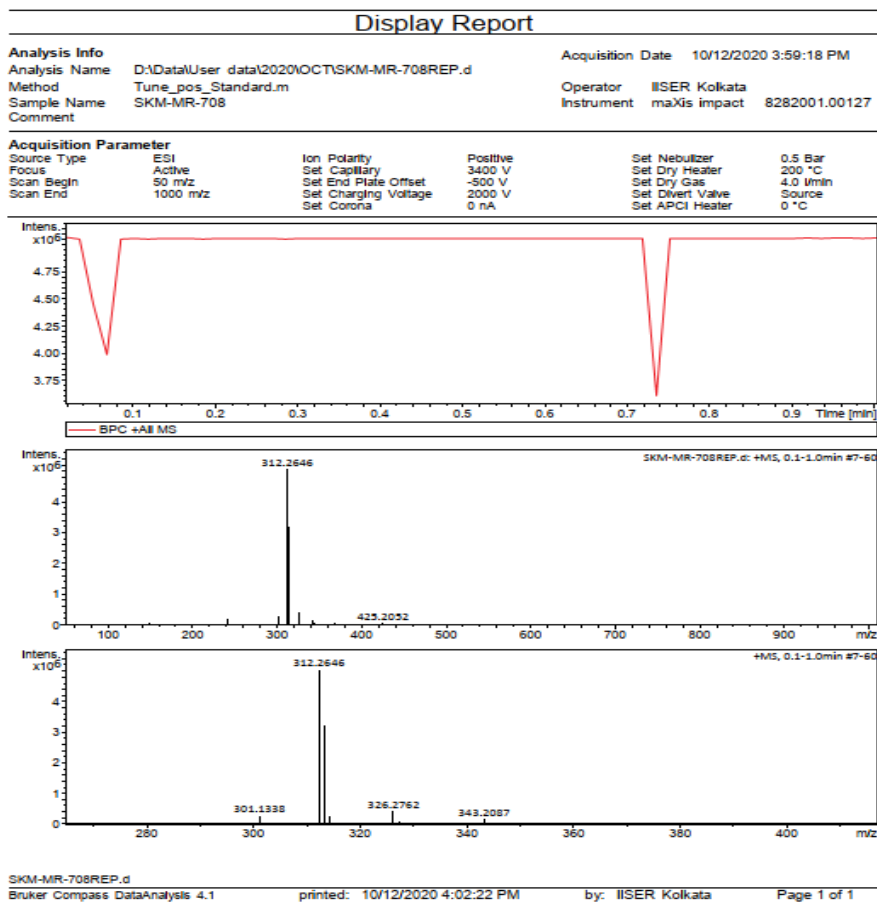 Display Report
Analysis Info
Acquisition Date 10/12/2020 3:59:18 PM
Analysis Name D:\Data\User data\2020\OCT\SKM-MR-708REP.d
Method Tune_pos_Standard.m Operator IISER Kolkata
Sample Name SKM-MR-708 Instrument maXis impact 8282001.00127
Comment
Acquisition Parameter
Source Type ESI Ion Polarity Positive Set Nebulizer 0.5 Bar
Focus Active Set Capillary 3400 V Set Dry Heater 200 °C
Scan Begin 50 m/z Set End Plate Offset -500 V Set Dry Gas 4.0 l/min
Scan End 1000 m/z Set Charging Voltage 2000 V Set Divert Valve Source
Set Corona 0 nA Set APCI Heater 0 °C
Intens.
x10⁶
4.75
4.50
4.25
4.00
3.75
0.1 0.2 0.3 0.4 0.5 0.6 0.7 0.8 0.9 Time [min]
BPC +All MS
Intens.
x10⁶
SKM-MR-708REP.d: +MS, 0.1-1.0min #7-60
312.2646
4
3
2
1
0
425.2052
100 200 300 400 500 600 700 800 900 m/z
Intens.
x10⁶
+MS, 0.1-1.0min #7-60
312.2646
4
3
2
1
0
301.1338
326.2762
343.2087
280 300 320 340 360 380 400 m/z
SKM-MR-708REP.d
Bruker Compass DataAnalysis 4.1 printed: 10/12/2020 4:02:22 PM by: IISER Kolkata Page 1 of 1